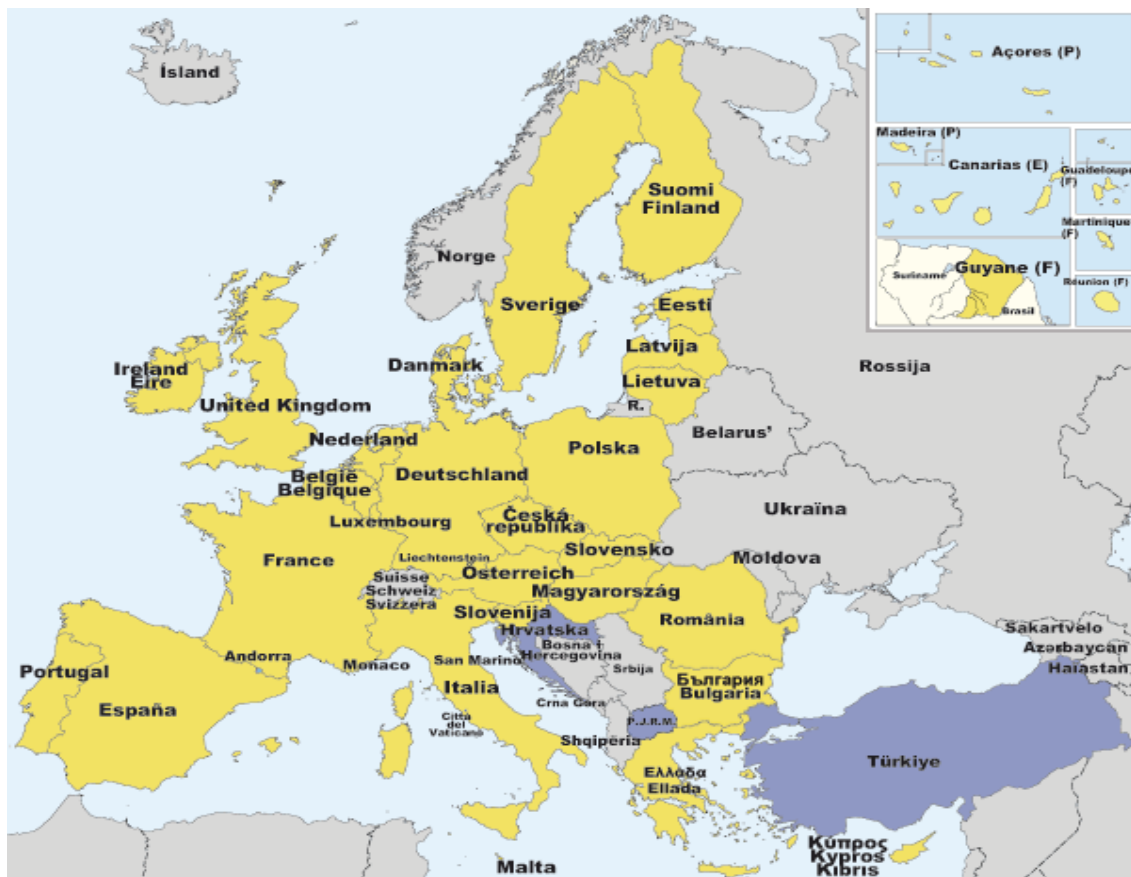 Ísland
Norge
Suomi
Finland
Sverige
Eesti
Latvija
Lietuva
R.
Danmark
Ireland
Éire
United Kingdom
Nederland
België
Belgique
Luxembourg
Deutschland
Polska
Belarus'
Rossija
Ukraïna
Moldova
Česká
republika
Slovensko
Liechtenstein
Österreich
Magyarország
Suisse
Schweiz
Svizzera
France
Slovenija
Hrvatska
Bosna i
Hercegovina
Srbija
România
Portugal
España
Andorra
Monaco
San Marino
Italia
Città
del
Vaticano
Crna Gora
P.J.R.M.
Shqipëria
България
Bulgaria
Ελλάδα
Ellada
Malta
Türkiye
Κύπρος
Kypros
Kıbrıs
Sakartvelo
Azərbaycan
Haiastan
Açores (P)
Madeira (P)
Canarias (E)
Guadeloupe
(F)
Martinique
(F)
Guyane (F)
Suriname
Brasil
Réunion (F)